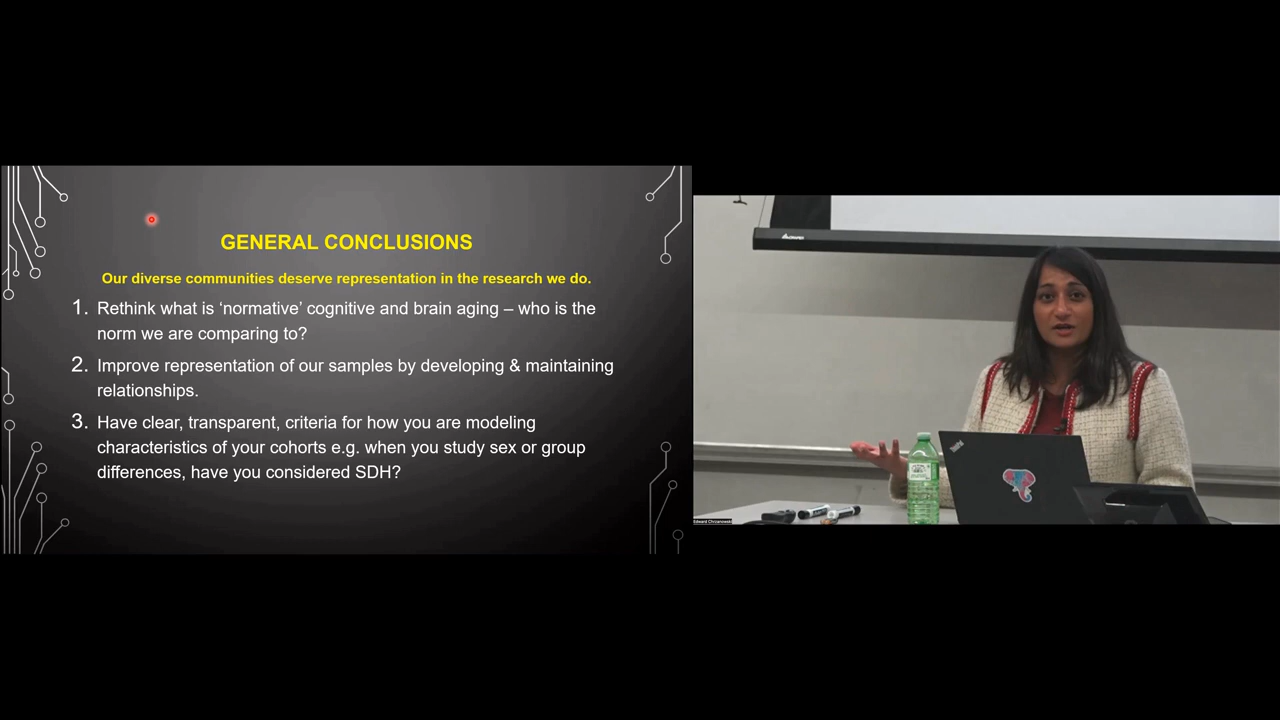 GENERAL CONCLUSIONS
Our diverse communities deserve representation in the research we do.
1. Rethink what is ‘normative’ cognitive and brain aging – who is the
norm we are comparing to?
2. Improve representation of our samples by developing & maintaining
relationships.
3. Have clear, transparent, criteria for how you are modeling
characteristics of your cohorts e.g. when you study sex or group
differences, have you considered SDH?
ThinkPad
Edward Chrzanowski